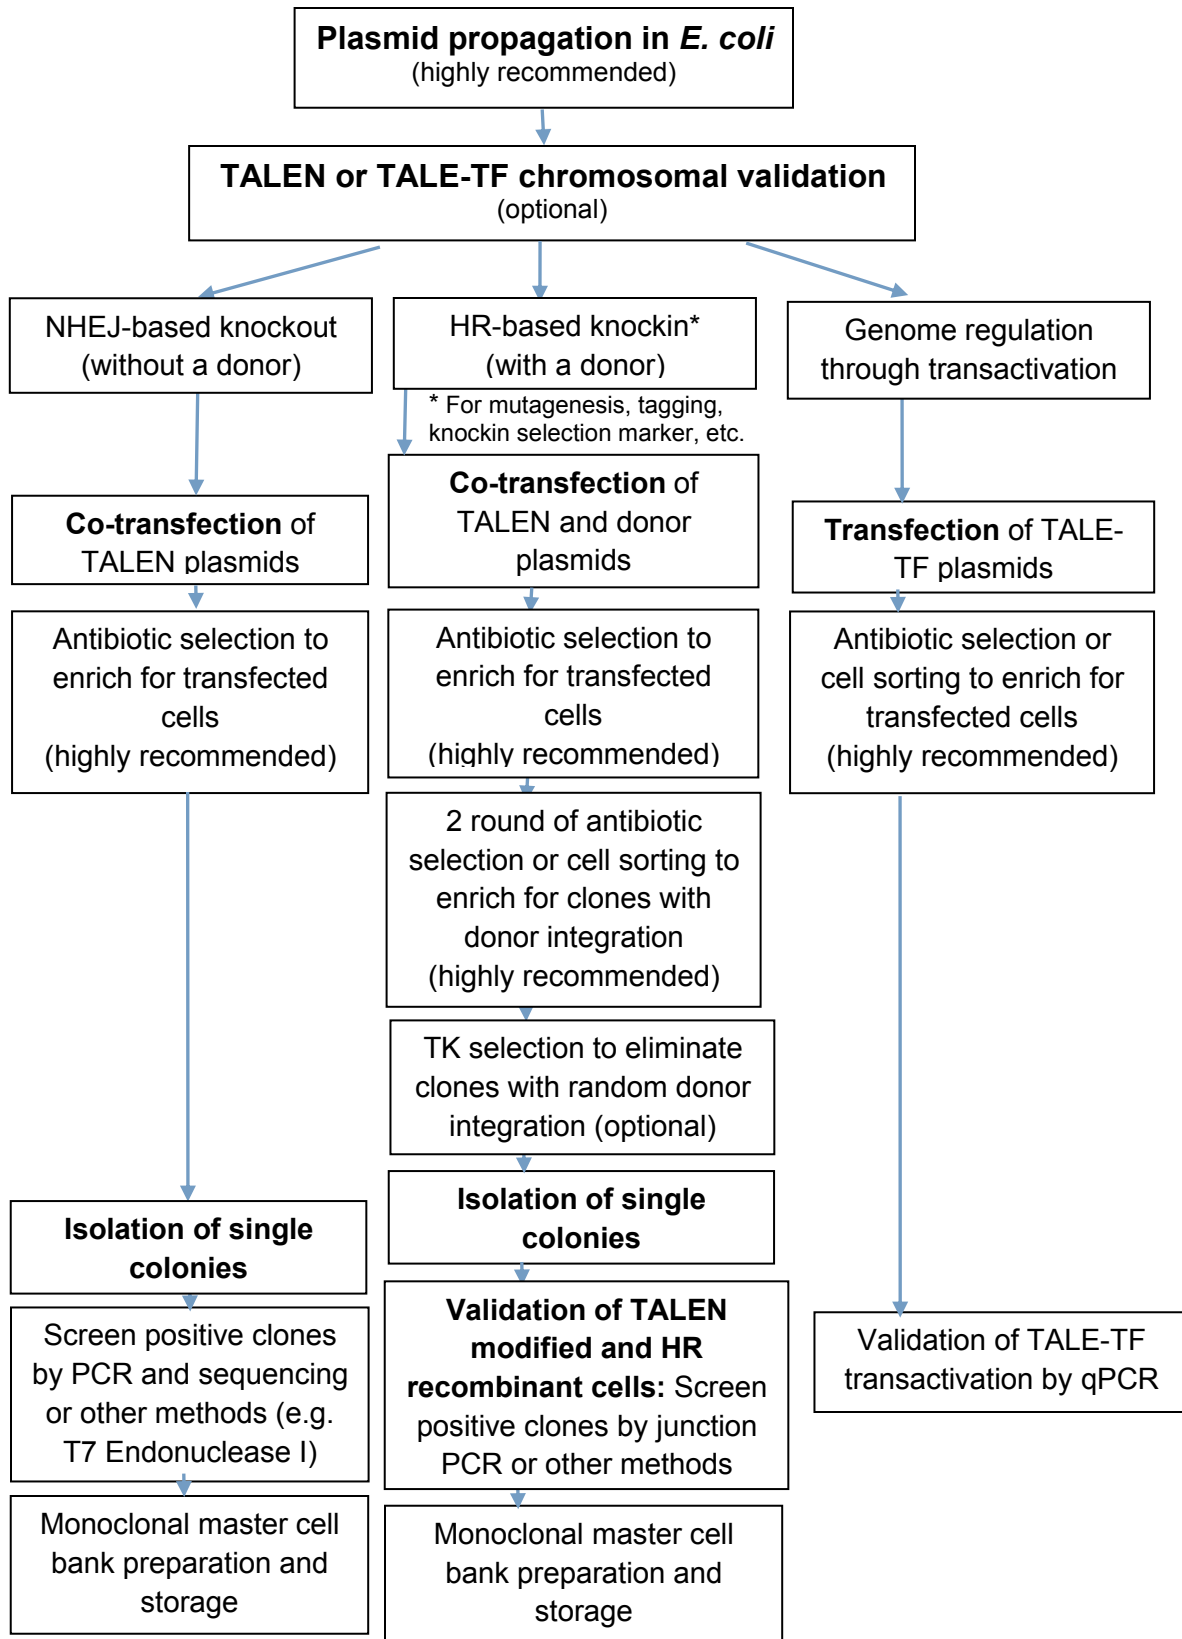 Plasmid propagation in E. coli
(highly recommended)
TALEN or TALE-TF chromosomal validation
(optional)
NHEJ-based knockout
(without a donor)
HR-based knockin*
(with a donor)
Genome regulation
through transactivation
* For mutagenesis, tagging,
knockin selection marker, etc.
Co-transfection of
TALEN plasmids
Co-transfection of
TALEN and donor
plasmids
Transfection of TALE-
TF plasmids
Antibiotic selection to
enrich for transfected
cells
(highly recommended)
Antibiotic selection to
enrich for transfected
cells
(highly recommended)
Antibiotic selection or
cell sorting to enrich for
transfected cells
(highly recommended)
2 round of antibiotic
selection or cell sorting to
enrich for clones with
donor integration
(highly recommended)
TK selection to eliminate
clones with random donor
integration (optional)
Isolation of single
colonies
Isolation of single
colonies
Screen positive clones
by PCR and sequencing
or other methods (e.g.
T7 Endonuclease I)
Validation of TALEN
modified and HR
recombinant cells: Screen
positive clones by junction
PCR or other methods
Validation of TALE-TF
transactivation by qPCR
Monoclonal master cell
bank preparation and
storage
Monoclonal master cell
bank preparation and
storage